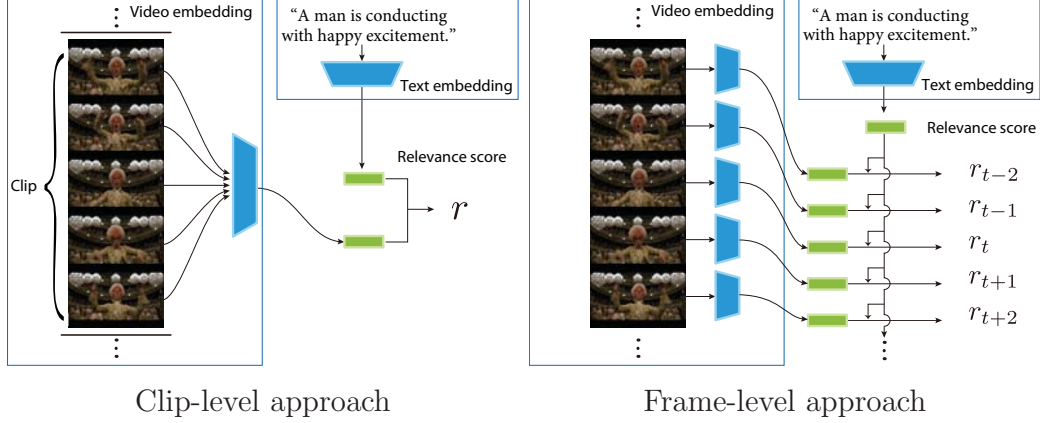 Video embedding
“A man is conducting
with happy excitement.”
Text embedding
Clip
Relevance score
r
Clip-level approach
Video embedding
“A man is conducting
with happy excitement.”
Text embedding
Relevance score
r_{t−2}
r_{t−1}
r_t
r_{t+1}
r_{t+2}
Frame-level approach